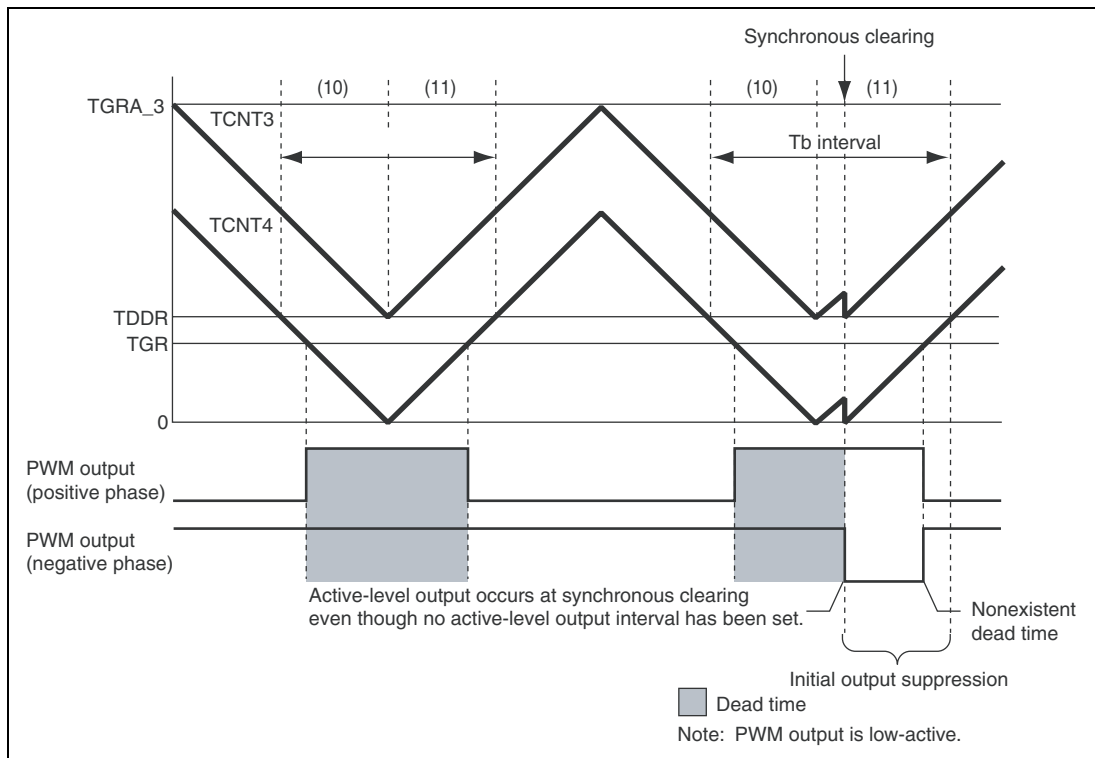 Synchronous clearing
(10)
(11)
(10)
(11)
TGRA_3
TCNT3
Tb interval
TCNT4
TDDR
TGR
0
PWM output
(positive phase)
PWM output
(negative phase)
Active-level output occurs at synchronous clearing
even though no active-level output interval has been set.
Nonexistent
dead time
Initial output suppression
Dead time
Note: PWM output is low-active.